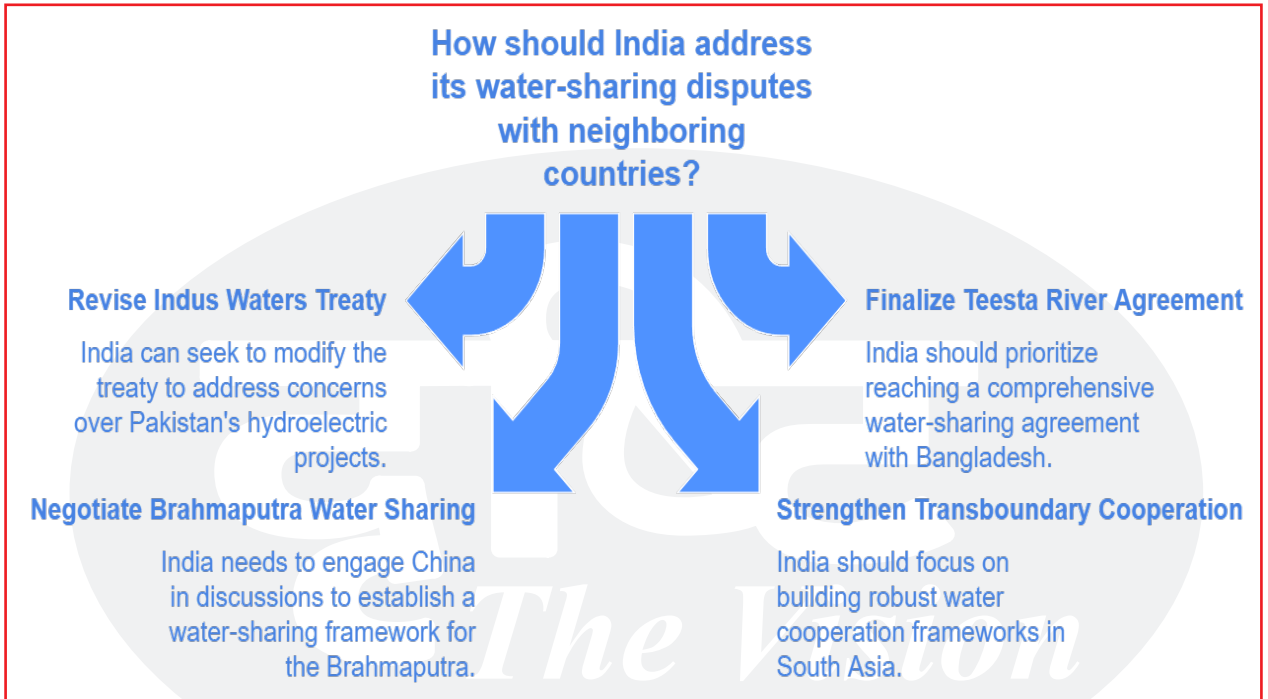 How should India address
its water-sharing disputes
with neighboring
countries?
Revise Indus Waters Treaty
India can seek to modify the
treaty to address concerns
over Pakistan's hydroelectric
projects.
Finalize Teesta River Agreement
India should prioritize
reaching a comprehensive
water-sharing agreement
with Bangladesh.
Negotiate Brahmaputra Water Sharing
India needs to engage China
in discussions to establish a
water-sharing framework for
the Brahmaputra.
Strengthen Transboundary Cooperation
India should focus on
building robust water
cooperation frameworks in
South Asia.
The Vision